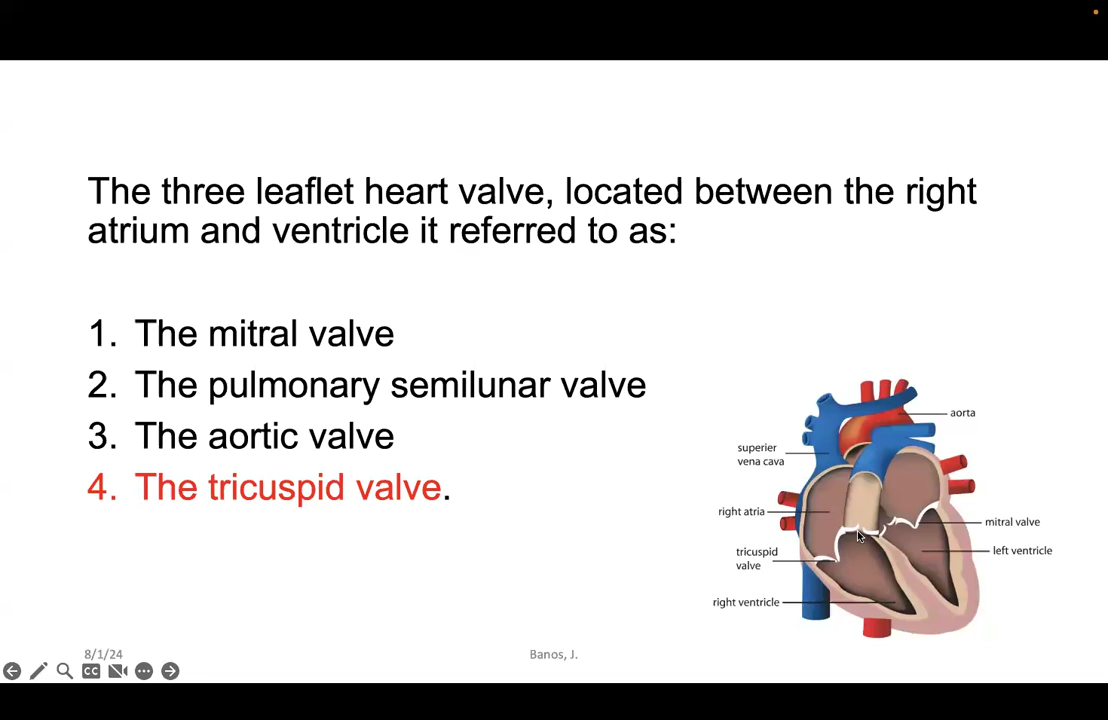 The three leaflet heart valve, located between the right
atrium and ventricle it referred to as:
1. The mitral valve
2. The pulmonary semilunar valve
3. The aortic valve
4. The tricuspid valve.
aorta
superier
vena cava
right atria
mitral valve
tricuspid
valve
left ventricle
right ventricle
8/1/24
Banos, J.
CC